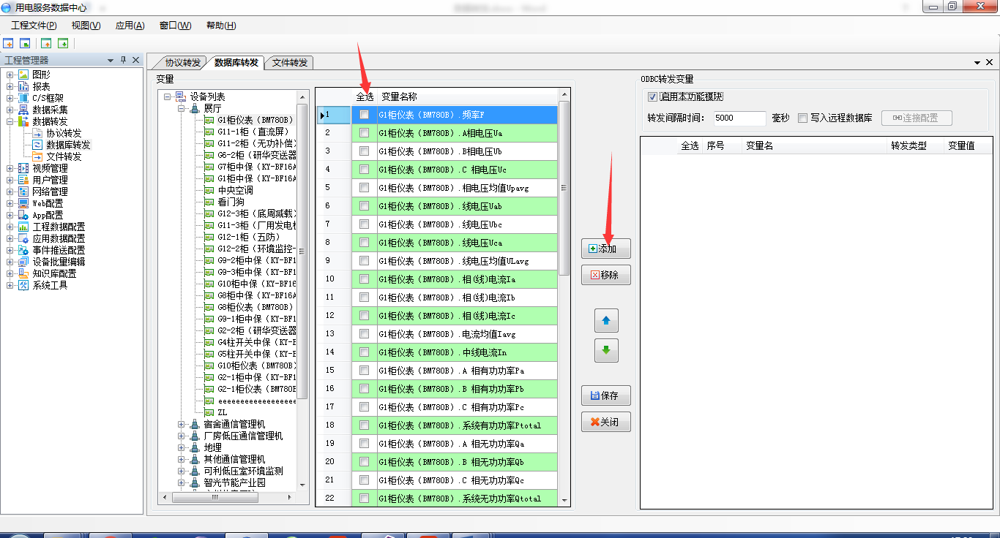 用电服务数据中心
工程文件(P) 视图(V) 应用(A) 窗口(W) 帮助(H)
工程管理器
图形
报表
C/S框架
数据采集
数据转发
协议转发
数据库转发
文件转发
视频管理
用户管理
网络管理
Web配置
App配置
工程数据配置
应用数据配置
事件推送配置
设备批量编辑
知识库配置
系统工具
协议转发 数据库转发 文件转发
变量
设备列表
展厅
G1柜仪表（BM780B）
G11-1柜（直流屏）
G11-2柜（无功补偿）
G6-2柜（研华变送器
G7柜中保（KY-BF16A
G1柜中保（KY-BF16A
中央空调
看门狗
G12-3柜（底周减载）
G11-3柜（厂用发电机
G12-1柜（五防）
G12-2柜（环境监控-
G9-2柜中保（KY-BF1
G9-3柜中保（KY-BF1
G10柜中保（KY-BF16
G8柜中保（KY-BF16A
G8柜仪表（BM780B）
G9-1柜中保（KY-BF1
G2-2柜（研华变送器
G4柱开关中保（KY-B
G5柱开关中保（KY-B
G10柜仪表（BM780B）
G2-1柜中保（KY-BF1
G2-1柜仪表（BM780B
eeeeeeeeeeeeeeeeee
ZL
宿舍通信管理机
厂房低压通信管理机
地理
其他通信管理机
可利低压室环境监测
智光节能产业园
全选 变量名称
1 G1柜仪表（BM780B）.频率F
2 G1柜仪表（BM780B）.A相电压Ua
3 G1柜仪表（BM780B）.B相电压Ub
4 G1柜仪表（BM780B）.C 相电压Uc
5 G1柜仪表（BM780B）.相电压均值Upavg
6 G1柜仪表（BM780B）.线电压Uab
7 G1柜仪表（BM780B）.线电压Ubc
8 G1柜仪表（BM780B）.线电压Uca
9 G1柜仪表（BM780B）.线电压均值ULavg
10 G1柜仪表（BM780B）.相(线)电流Ia
11 G1柜仪表（BM780B）.相(线)电流Ib
12 G1柜仪表（BM780B）.相(线)电流Ic
13 G1柜仪表（BM780B）.电流均值Iavg
14 G1柜仪表（BM780B）.中线电流In
15 G1柜仪表（BM780B）.A 相有功功率Pa
16 G1柜仪表（BM780B）.B 相有功功率Pb
17 G1柜仪表（BM780B）.C 相有功功率Pc
18 G1柜仪表（BM780B）.系统有功功率Ptotal
19 G1柜仪表（BM780B）.A 相无功功率Qa
20 G1柜仪表（BM780B）.B 相无功功率Qb
21 G1柜仪表（BM780B）.C 相无功功率Qc
22 G1柜仪表（BM780B）.系统无功功率Qtotal
添加
移除
保存
关闭
ODBC转发变量
启用本功能模块
转发间隔时间： 5000 毫秒 写入远程数据库 连接配置
全选 序号 变量名 转发类型 变量值